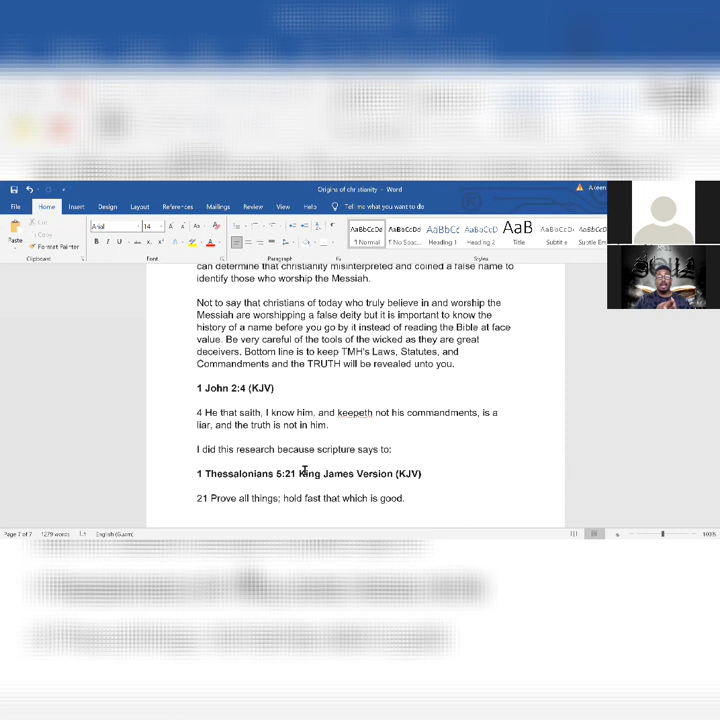 Origins of christianity - Word
File Home Insert Design Layout References Mailings Review View Help Tell me what you want to do
Cut
Copy
Paste Format Painter
Arial 14
AaBbCcDd AaBbCcDd AaBbCc AaBbCcC AaB AaBbCcC AaBbCcD
¶ Normal ¶ No Spac... Heading 1 Heading 2 Title Subtitle Subtle Em
Clipboard Font Paragraph Styles
can determine that christianity misinterpreted and coined a false name to
identify those who worship the Messiah.
Not to say that christians of today who truly believe in and worship the
Messiah are worshipping a false deity but it is important to know the
history of a name before you go by it instead of reading the Bible at face
value. Be very careful of the tools of the wicked as they are great
deceivers. Bottom line is to keep TMH's Laws, Statutes, and
Commandments and the TRUTH will be revealed unto you.
1 John 2:4 (KJV)
4 He that saith, I know him, and keepeth not his commandments, is a
liar, and the truth is not in him.
I did this research because scripture says to:
1 Thessalonians 5:21 King James Version (KJV)
21 Prove all things; hold fast that which is good.
Page 7 of 7 1279 words English (Guam) 100%